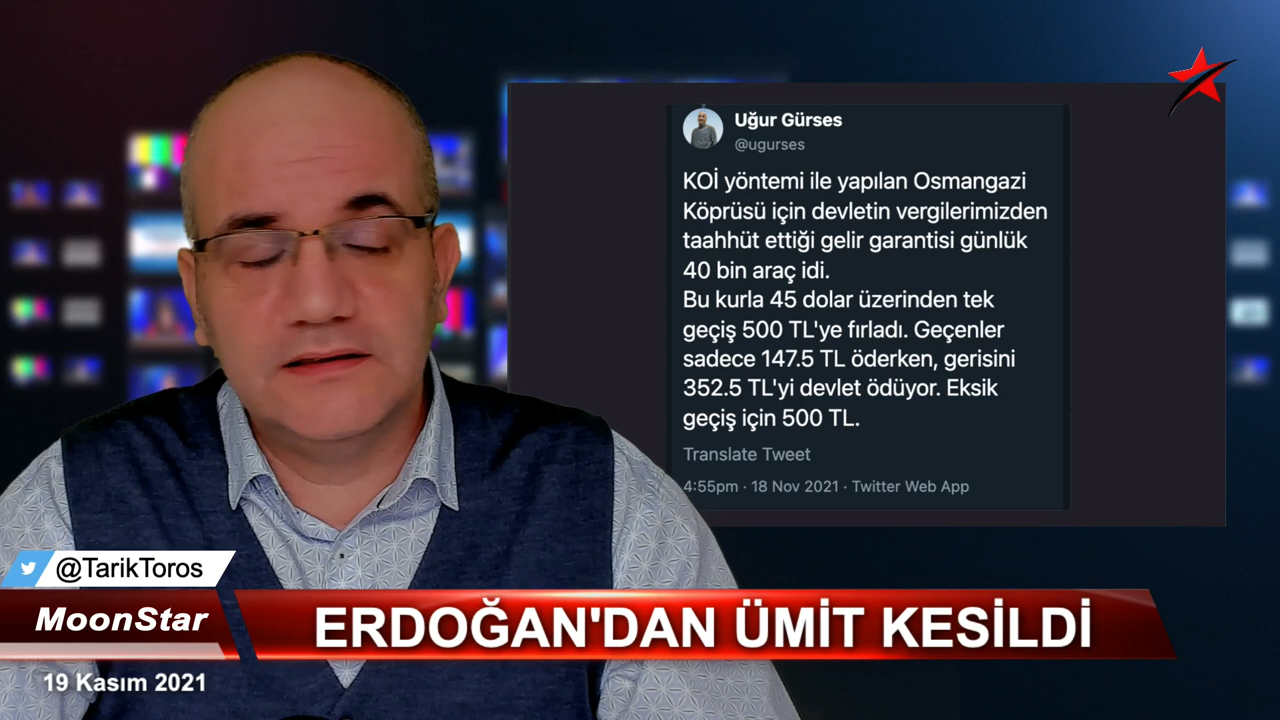 Uğur Gürses
@ugurses
KOİ yöntemi ile yapılan Osmangazi
Köprüsü için devletin vergilerimizden
taahhüt ettiği gelir garantisi günlük
40 bin araç idi.
Bu kurla 45 dolar üzerinden tek
geçiş 500 TL'ye fırladı. Geçenler
sadece 147.5 TL öderken, gerisini
352.5 TL'yi devlet ödüyor. Eksik
geçiş için 500 TL.
Translate Tweet
4:55pm · 18 Nov 2021 · Twitter Web App
@TarikToros
MoonStar
ERDOĞAN'DAN ÜMİT KESİLDİ
19 Kasım 2021